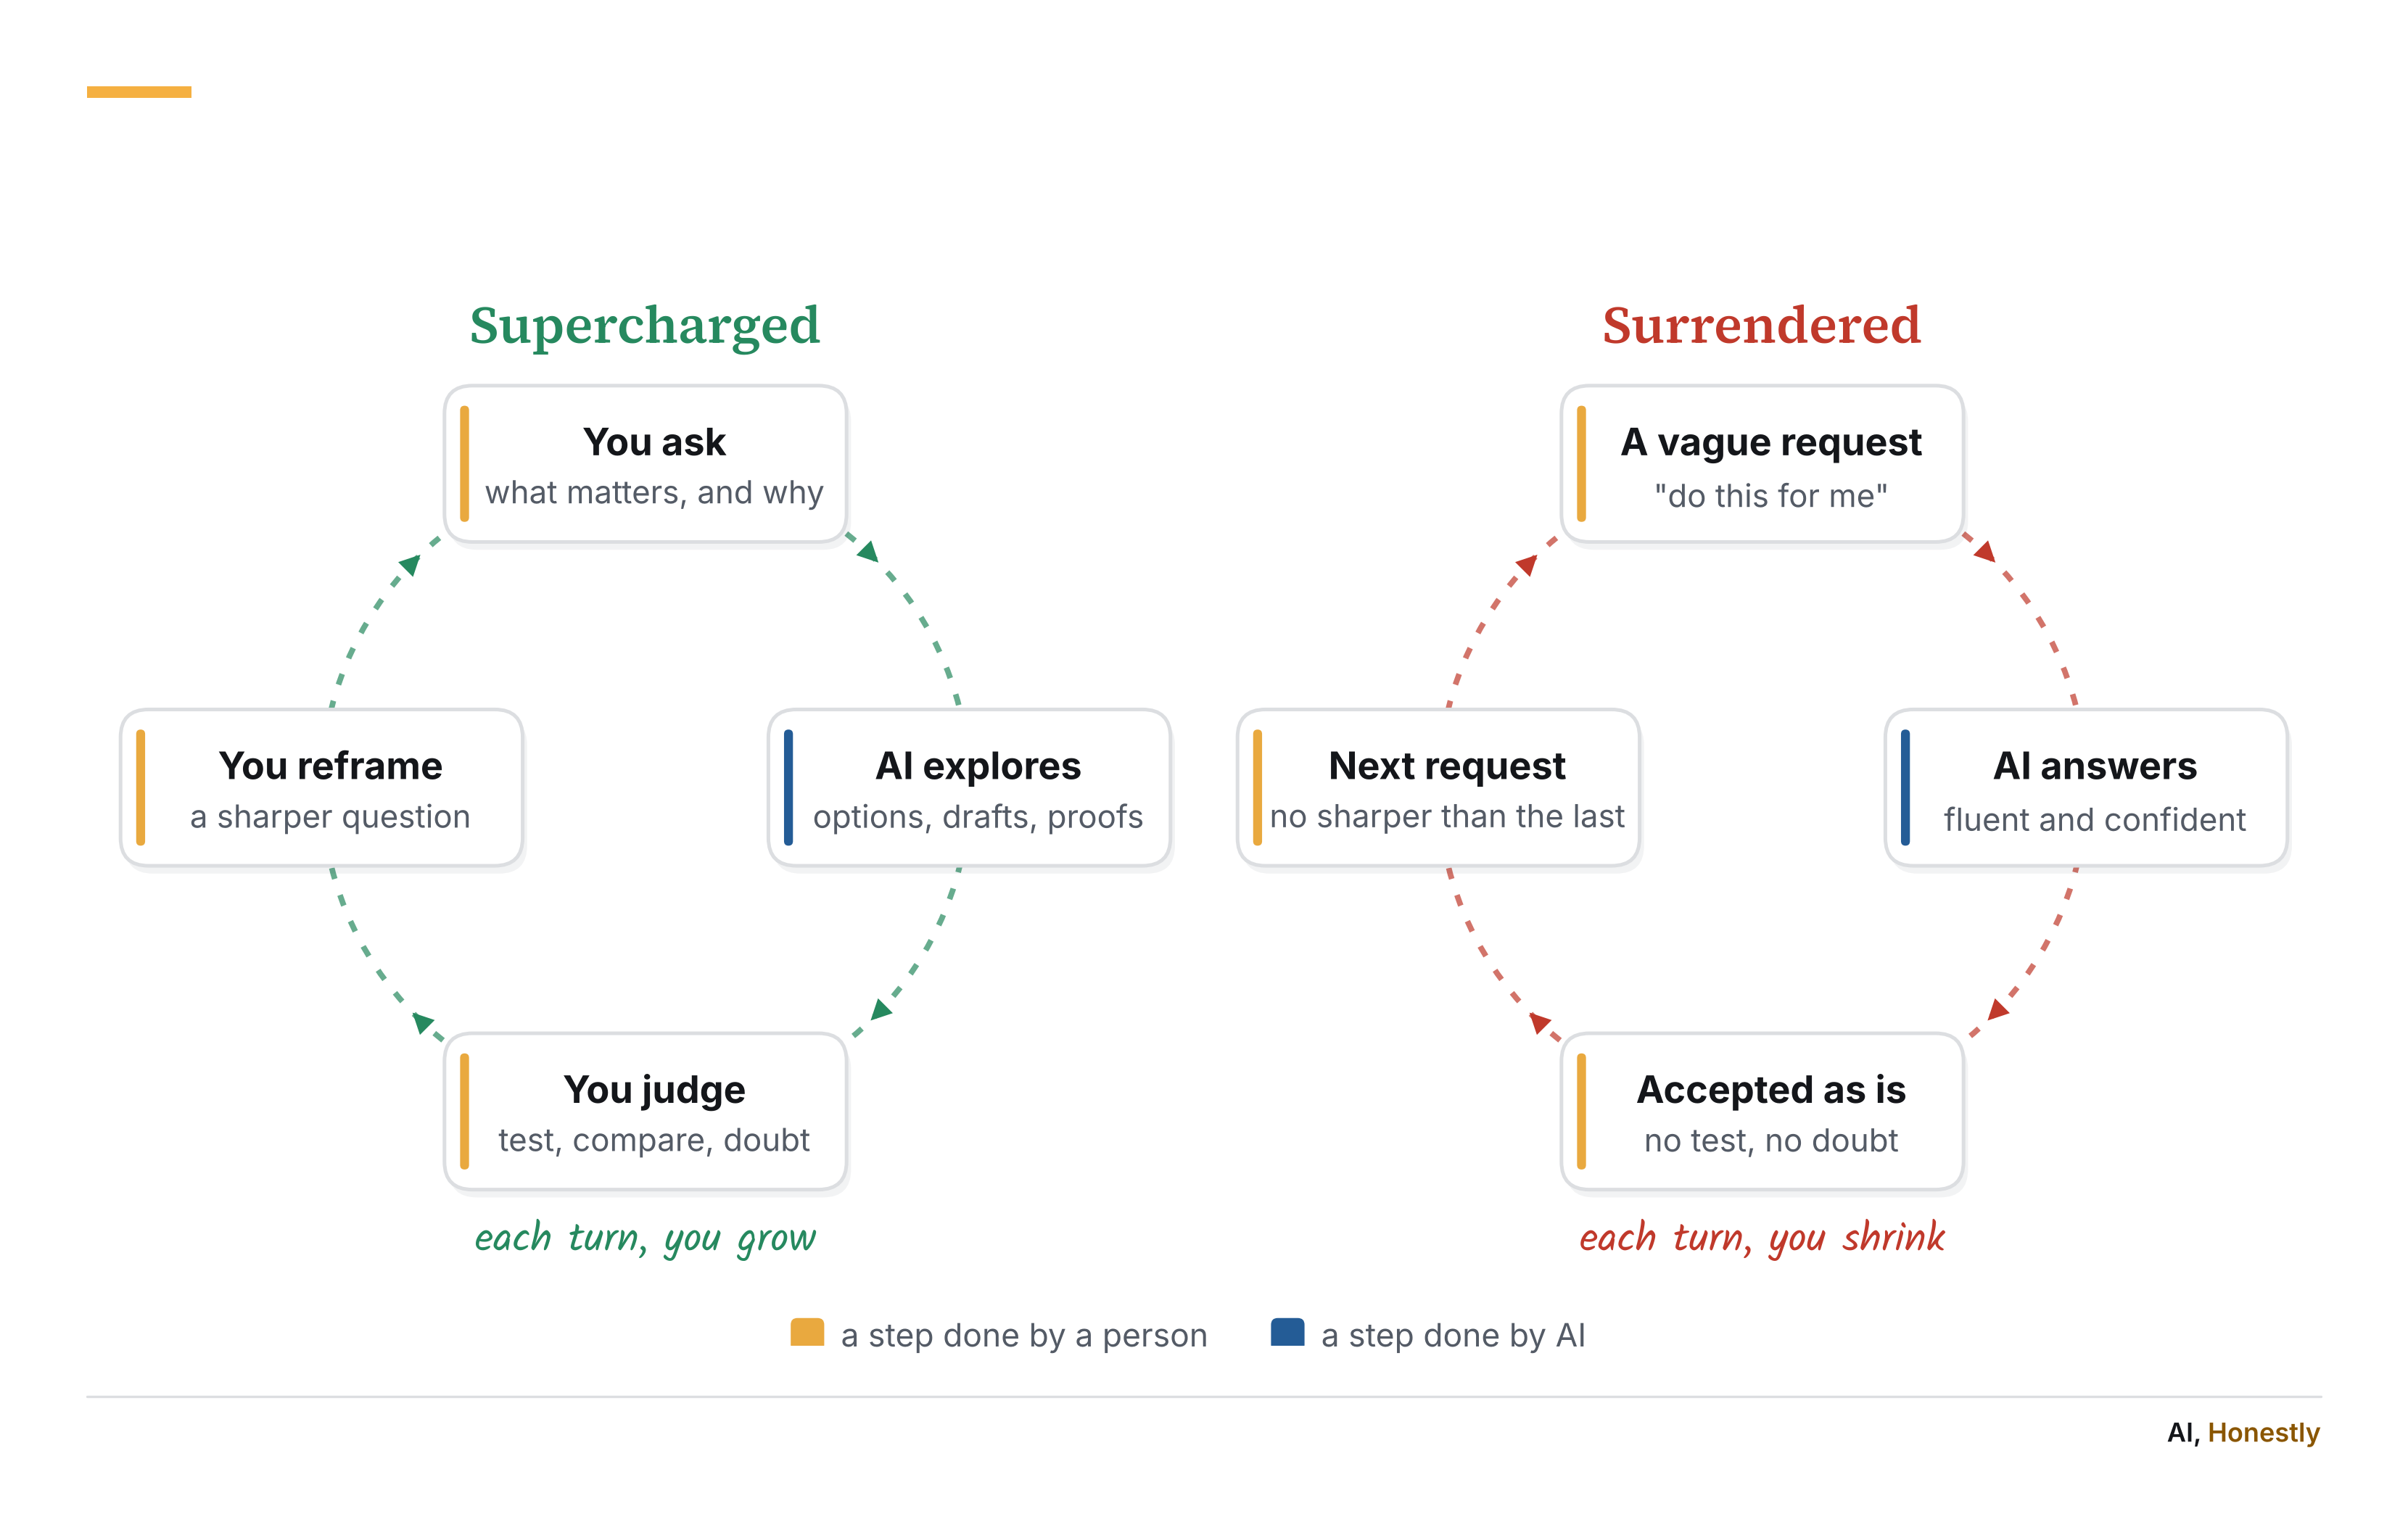 Supercharged
You ask
what matters, and why
You reframe
a sharper question
AI explores
options, drafts, proofs
You judge
test, compare, doubt
each turn, you grow
Surrendered
A vague request
"do this for me"
Next request
no sharper than the last
AI answers
fluent and confident
Accepted as is
no test, no doubt
each turn, you shrink
a step done by a person
a step done by AI
AI, Honestly